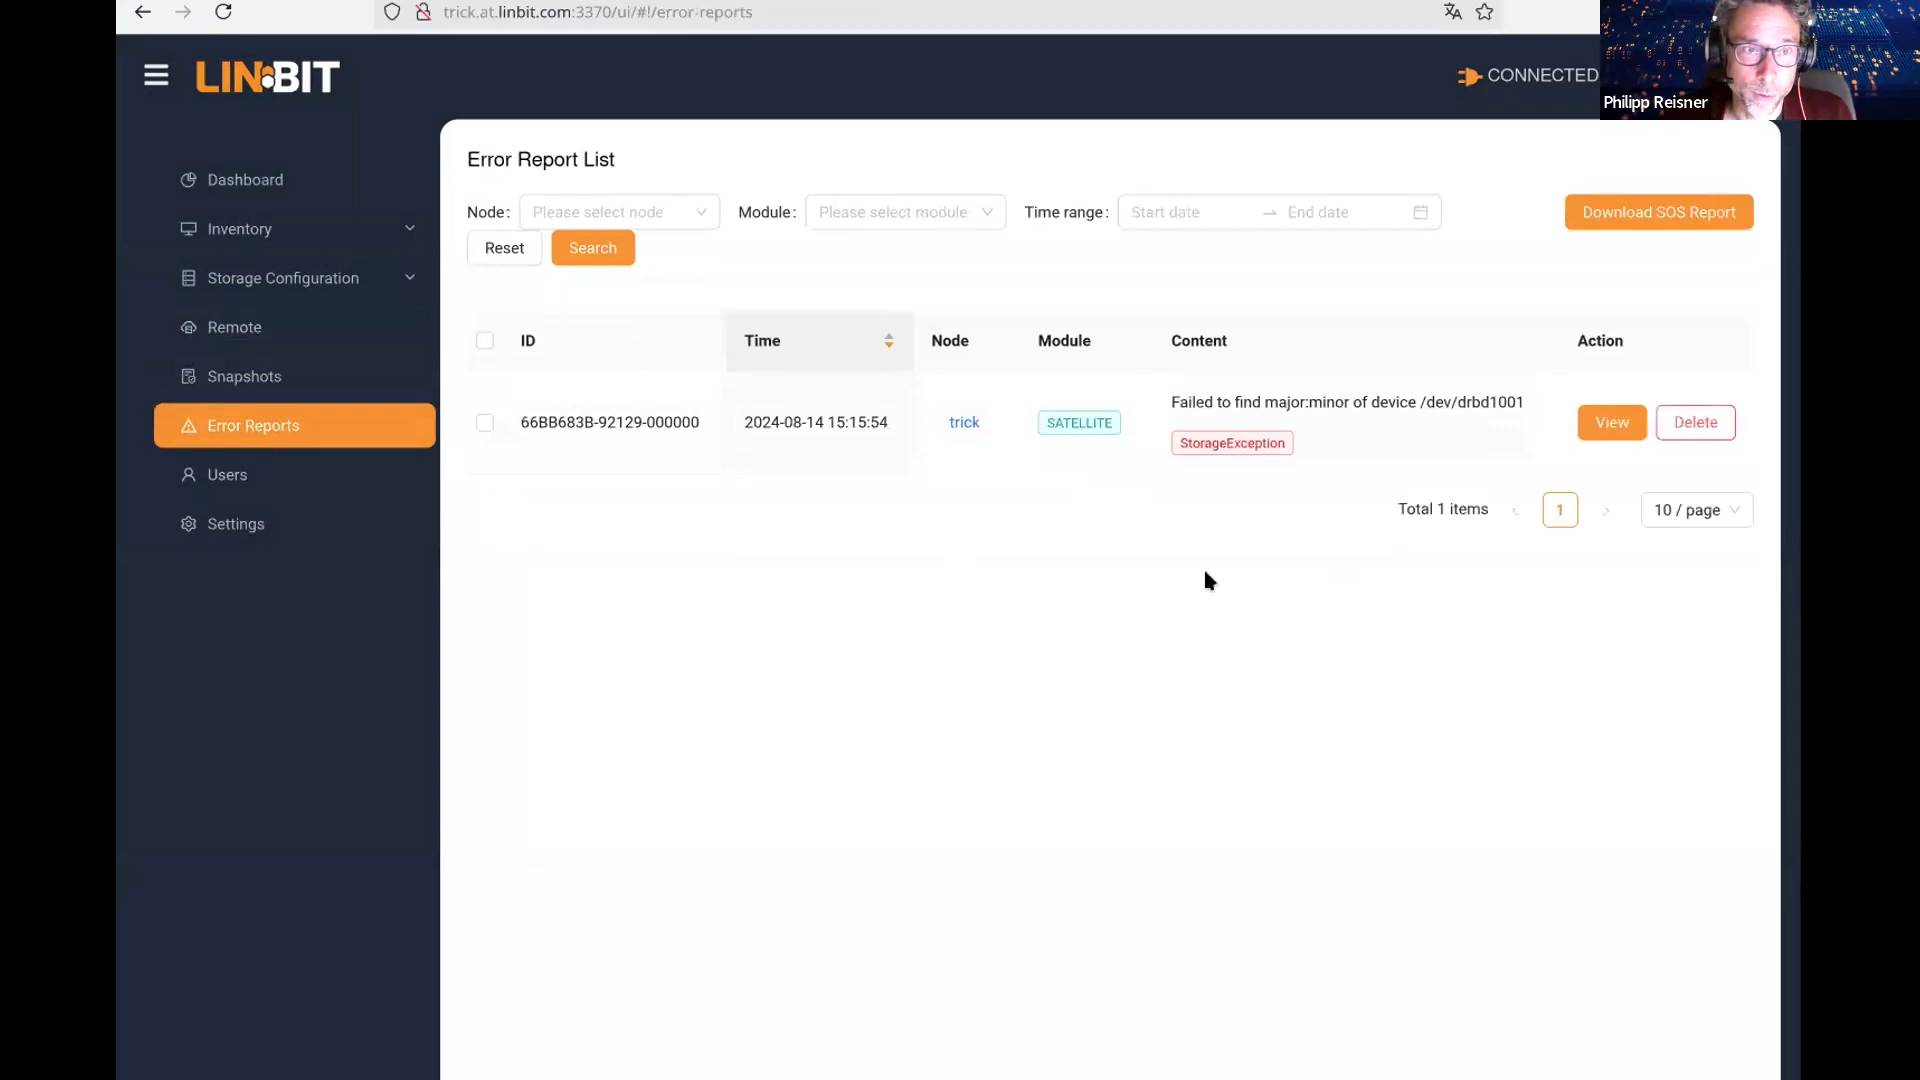 trick.at.linbit.com:3370/ui/#!/error-reports
LINBIT
CONNECTED
Philipp Reisner
Dashboard
Inventory
Storage Configuration
Remote
Snapshots
Error Reports
Users
Settings
Error Report List
Node: Please select node Module: Please select module Time range: Start date End date Download SOS Report
Reset Search
ID Time Node Module Content Action
66BB683B-92129-000000 2024-08-14 15:15:54 trick SATELLITE Failed to find major:minor of device /dev/drbd1001 View Delete
StorageException
Total 1 items 1 10 / page